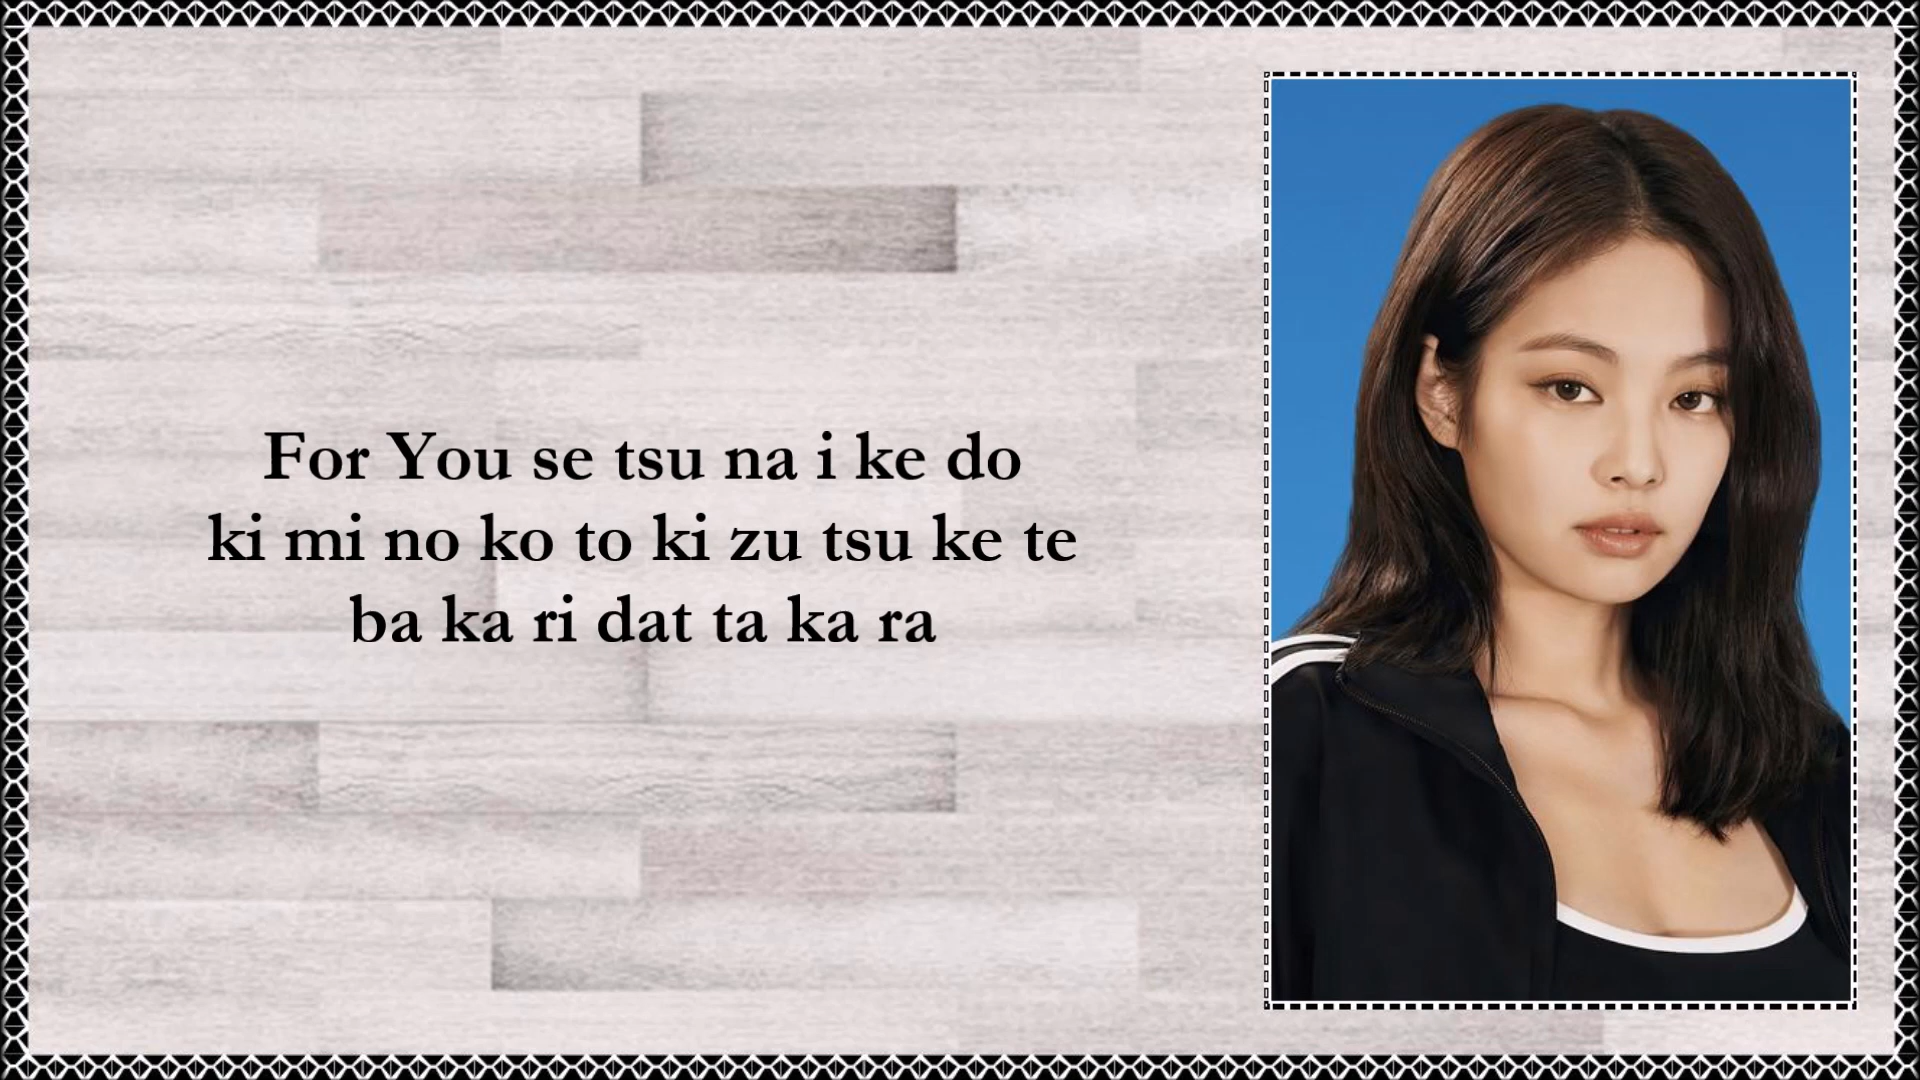 For You se tsu na i ke do
ki mi no ko to ki zu tsu ke te
ba ka ri dat ta ka ra